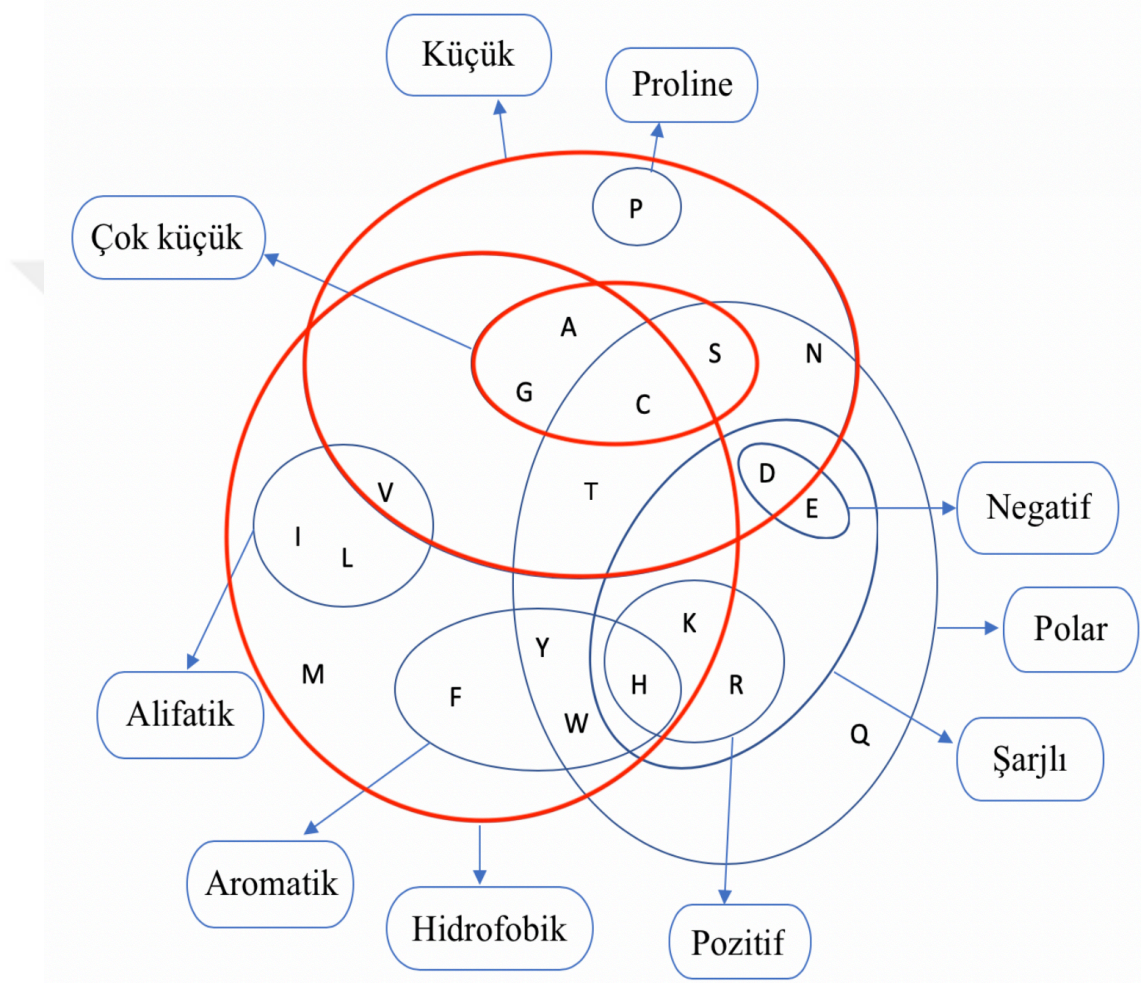 Küçük
Proline
P
Çok küçük
A
S
N
G
C
D
V
T
E
Negatif
I
L
K
Polar
Y
M
F
H
R
Alifatik
W
Q
Şarjlı
Aromatik
Hidrofobik
Pozitif